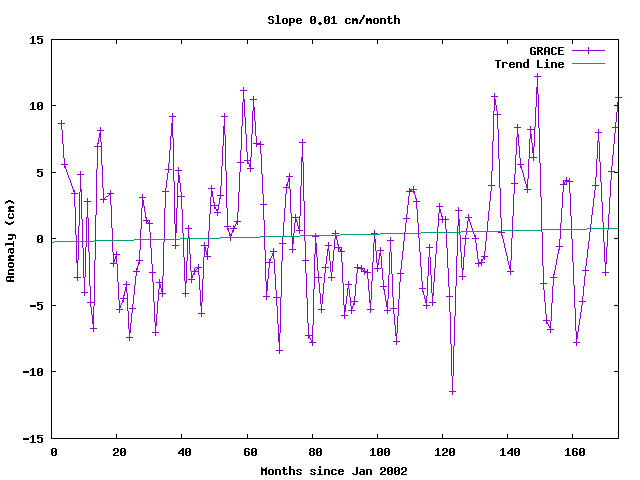 Slope 0.01 cm/month
GRACE
Trend Line
15
10
5
0
-5
-10
-15
Anomaly (cm)
0 20 40 60 80 100 120 140 160
Months since Jan 2002